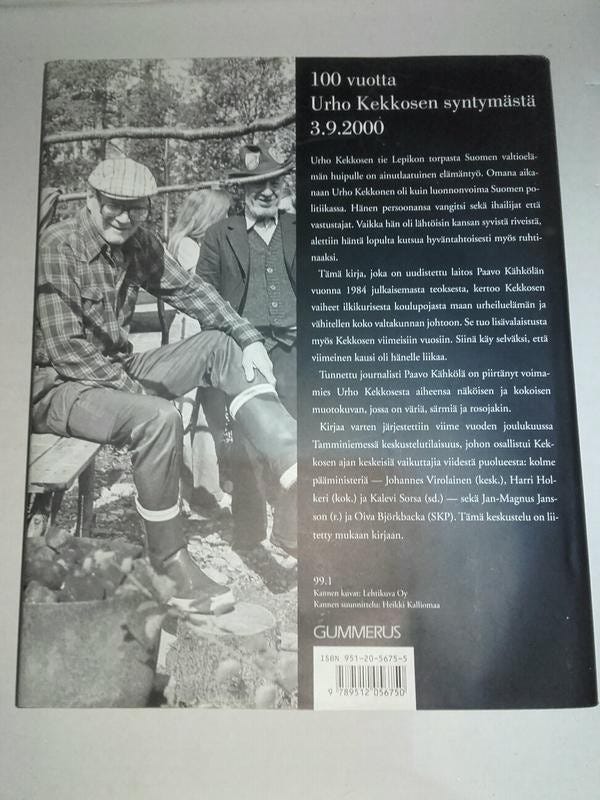 100 vuotta
Urho Kekkosen syntymästä
3.9.2000
Urho Kekkosen tie Lepikon torpasta Suomen valtioelä-
män huipulle on ainutlaatuinen elämäntyö. Omana aika-
naan Urho Kekkonen oli kuin luonnonvoima Suomen po-
litiikassa. Hänen persoonansa vangitsi sekä ihailijat että
vastustajat. Vaikka hän oli lähtöisin kansan syvistä riveistä,
alettiin häntä lopulta kutsua hyväntahtoisesti myös ruhti-
naaksi.
Tämä kirja, joka on uudistettu laitos Paavo Kähkölän
vuonna 1984 julkaisemasta teoksesta, kertoo Kekkosen
vaiheet ilkikurisesta koulupojasta maan urheiluelämän ja
vähitellen koko valtakunnan johtoon. Se tuo lisävalaistusta
myös Kekkosen viimeisiin vuosiin. Siinä käy selväksi, että
viimeinen kausi oli hänelle liikaa.
Tunnettu journalisti Paavo Kähkölä on piirtänyt voima-
mies Urho Kekkosesta aiheensa näköisen ja kokoisen
muotokuvan, jossa on väriä, särmiä ja rosojakin.
Kirjaa varten järjestettiin viime vuoden joulukuussa
Tamminiemessä keskustelutilaisuus, johon osallistui Kek-
kosen ajan keskeisiä vaikuttajia viidestä puolueesta: kolme
pääministeriä — Johannes Virolainen (kesk.), Harri Hol-
keri (kok.) ja Kalevi Sorsa (sd.) — sekä Jan-Magnus Jans-
son (r.) ja Oiva Björkbacka (SKP). Tämä keskustelu on lii-
tetty mukaan kirjaan.
99.1
Kannen kuvat: Lehtikuva Oy
Kannen suunnittelu: Heikki Kalliomaa
GUMMERUS
ISBN 951-20-5675-5
9 789512 056750